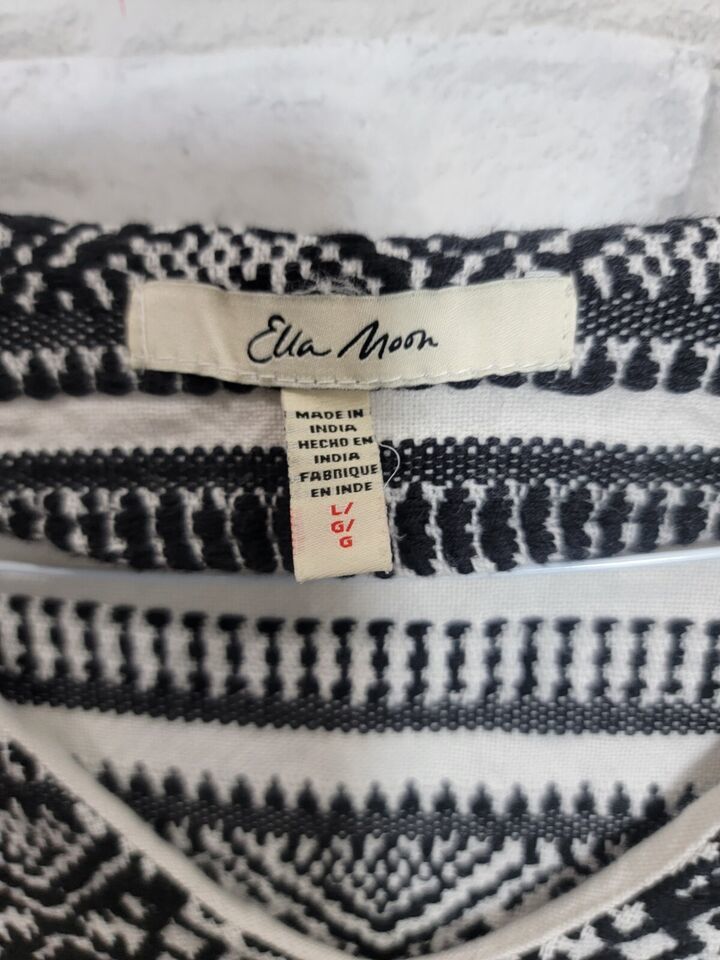 Ella Moon
MADE IN
INDIA
HECHO EN
INDIA
FABRIQUE
EN INDE
L/
G/
G